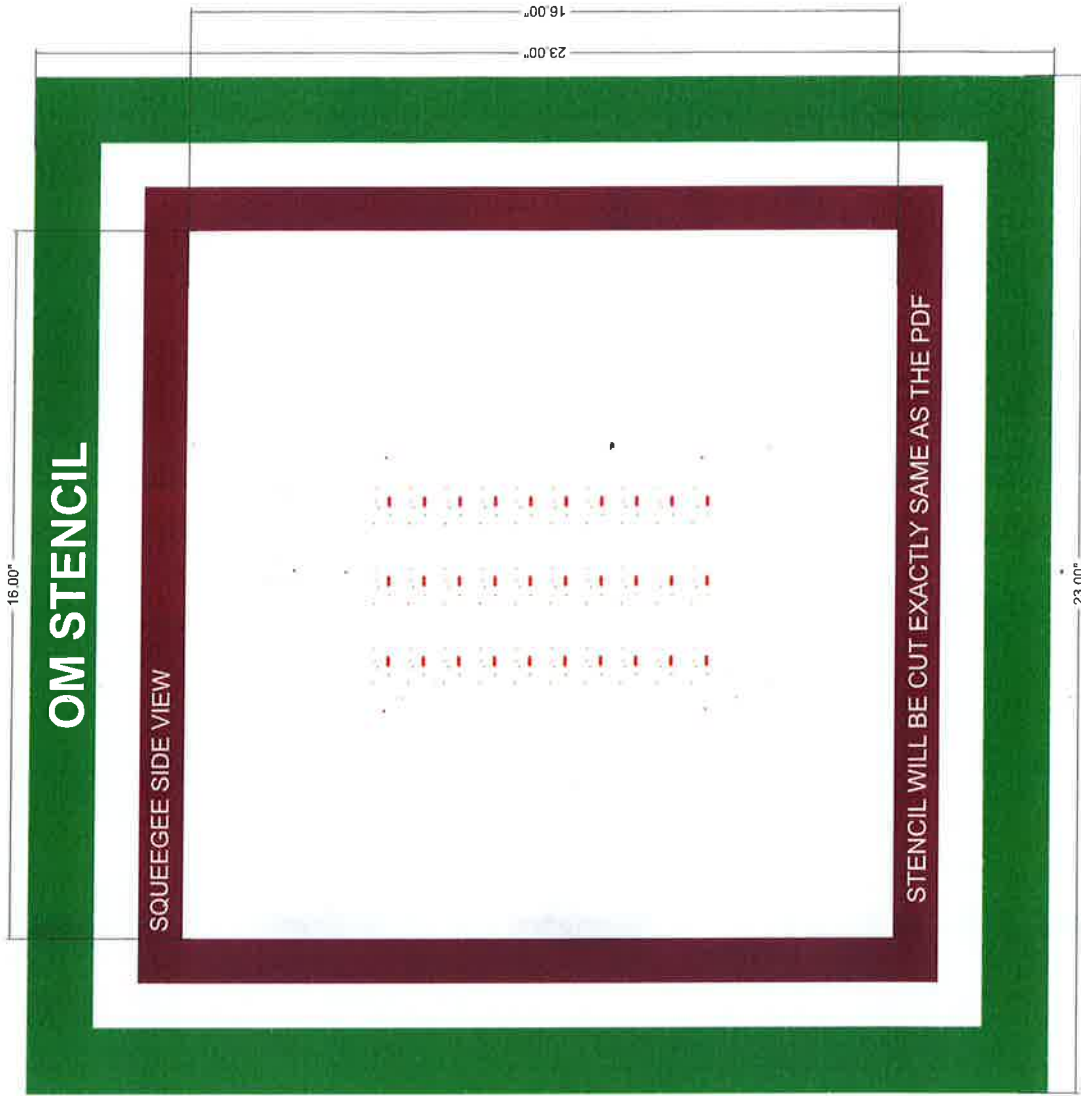 16.00"
23.00"
16.00"
OM STENCIL
SQUEEGEE SIDE VIEW
STENCIL WILL BE CUT EXACTLY SAME AS THE PDF
23.00"